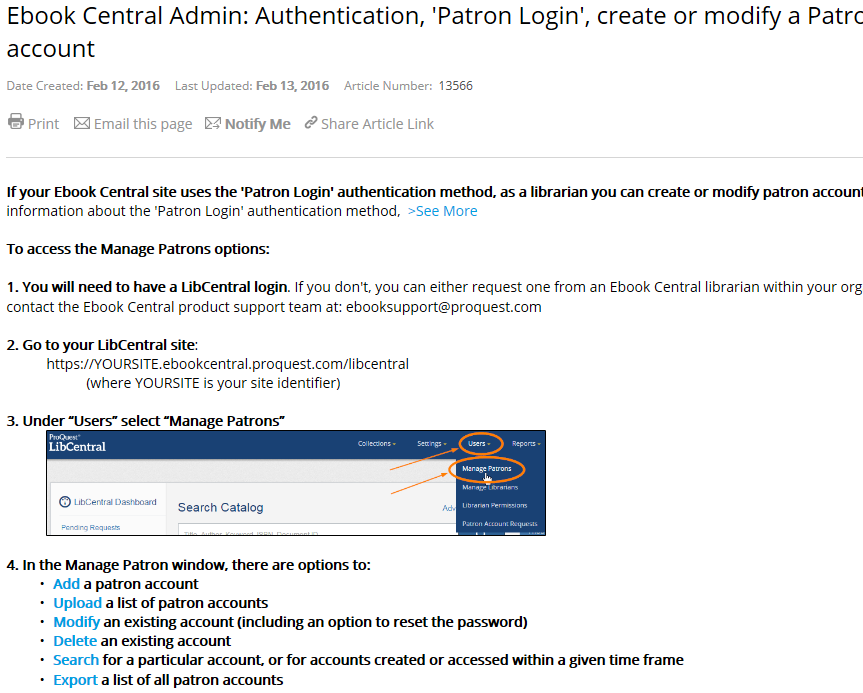 Ebook Central Admin: Authentication, 'Patron Login', create or modify a Patro
account
Date Created: Feb 12, 2016 Last Updated: Feb 13, 2016 Article Number: 13566
Print Email this page Notify Me Share Article Link
If your Ebook Central site uses the 'Patron Login' authentication method, as a librarian you can create or modify patron account
information about the 'Patron Login' authentication method, >See More
To access the Manage Patrons options:
1. You will need to have a LibCentral login. If you don't, you can either request one from an Ebook Central librarian within your org
contact the Ebook Central product support team at: ebooksupport@proquest.com
2. Go to your LibCentral site:
https://YOURSITE.ebookcentral.proquest.com/libcentral
(where YOURSITE is your site identifier)
3. Under “Users” select “Manage Patrons”
ProQuest
LibCentral
Collections Settings Users Reports
Manage Patrons
Manage Librarians
LibCentral Dashboard
Search Catalog
Adv
Librarian Permissions
Pending Requests
Patron Account Requests
Title, Author, Keyword, ISBN, Document ID
4. In the Manage Patron window, there are options to:
• Add a patron account
• Upload a list of patron accounts
• Modify an existing account (including an option to reset the password)
• Delete an existing account
• Search for a particular account, or for accounts created or accessed within a given time frame
• Export a list of all patron accounts